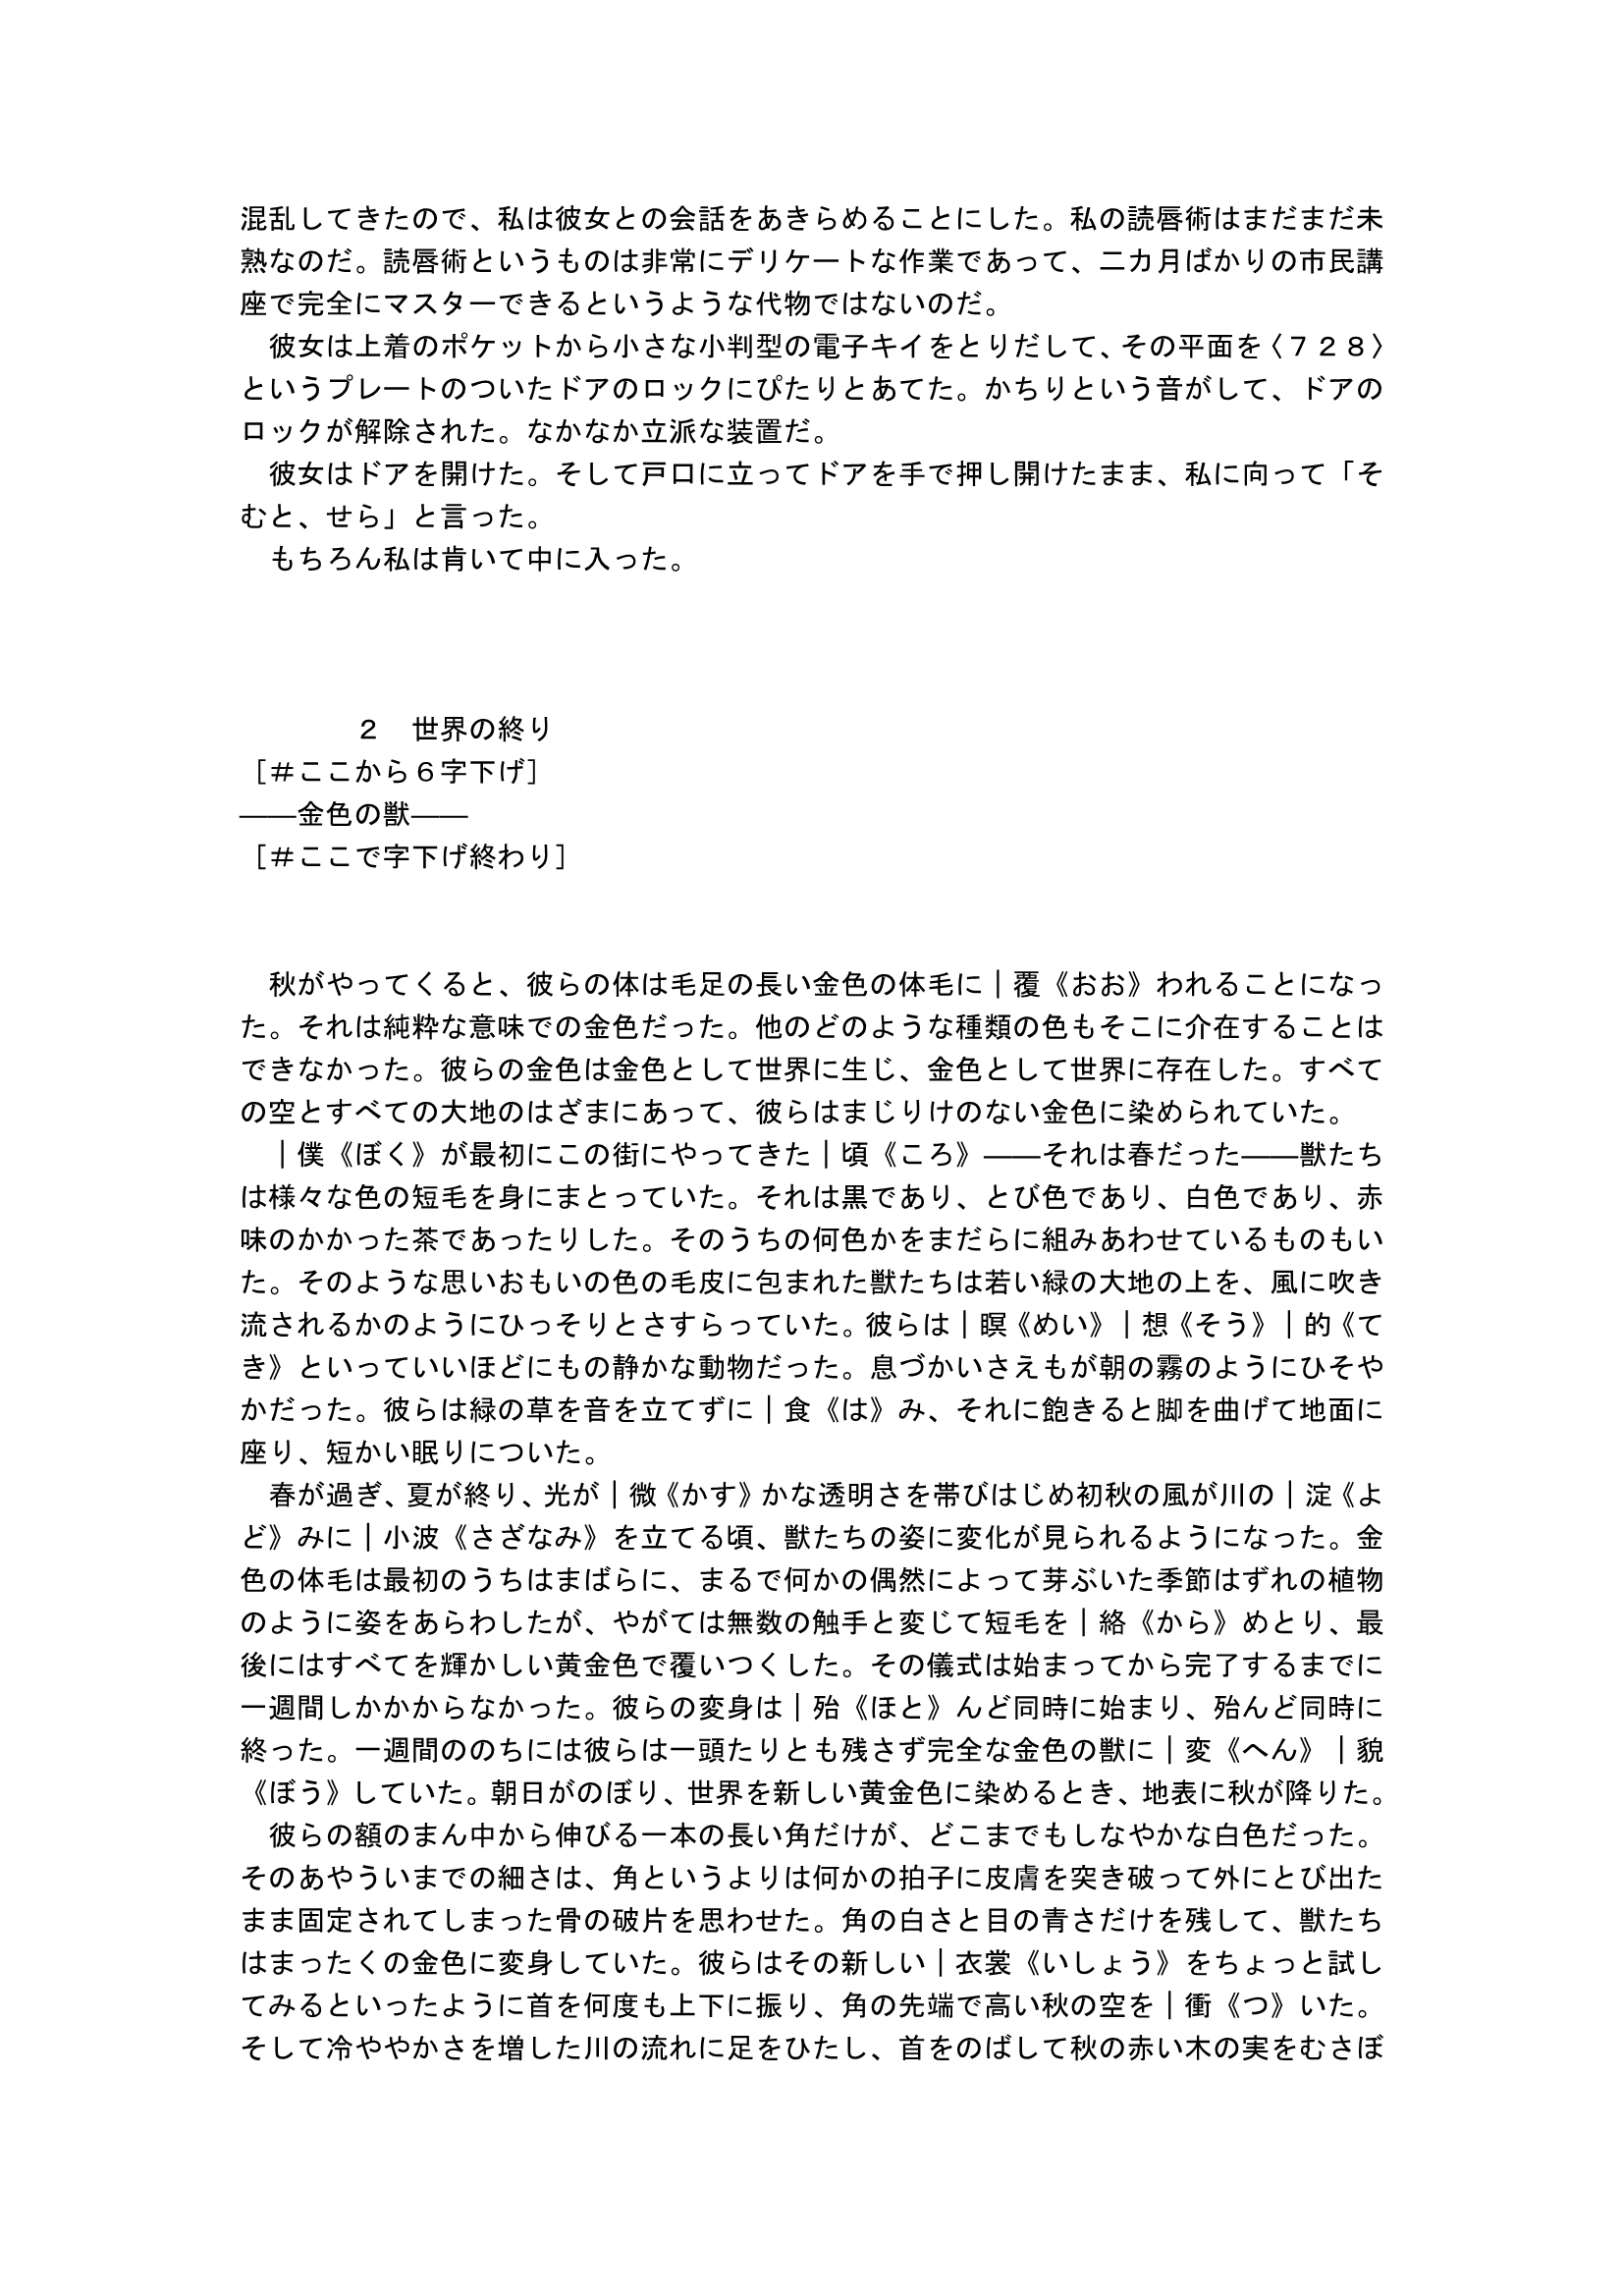 混乱してきたので、私は彼女との会話をあきらめることにした。私の読唇術はまだまだ未
熟なのだ。読唇術というものは非常にデリケートな作業であって、二カ月ばかりの市民講
座で完全にマスターできるというような代物ではないのだ。
　彼女は上着のポケットから小さな小判型の電子キイをとりだして、その平面を〈７２８〉
というプレートのついたドアのロックにぴたりとあてた。かちりという音がして、ドアの
ロックが解除された。なかなか立派な装置だ。
　彼女はドアを開けた。そして戸口に立ってドアを手で押し開けたまま、私に向って「そ
むと、せら」と言った。
　もちろん私は肯いて中に入った。
２　世界の終り
［＃ここから６字下げ］
――金色の獣――
［＃ここで字下げ終わり］
　秋がやってくると、彼らの体は毛足の長い金色の体毛に｜覆《おお》われることになっ
た。それは純粋な意味での金色だった。他のどのような種類の色もそこに介在することは
できなかった。彼らの金色は金色として世界に生じ、金色として世界に存在した。すべて
の空とすべての大地のはざまにあって、彼らはまじりけのない金色に染められていた。
　｜僕《ぼく》が最初にこの街にやってきた｜頃《ころ》――それは春だった――獣たち
は様々な色の短毛を身にまとっていた。それは黒であり、とび色であり、白色であり、赤
味のかかった茶であったりした。そのうちの何色かをまだらに組みあわせているものもい
た。そのような思いおもいの色の毛皮に包まれた獣たちは若い緑の大地の上を、風に吹き
流されるかのようにひっそりとさすらっていた。彼らは｜瞑《めい》｜想《そう》｜的《て
き》といっていいほどにもの静かな動物だった。息づかいさえもが朝の霧のようにひそや
かだった。彼らは緑の草を音を立てずに｜食《は》み、それに飽きると脚を曲げて地面に
座り、短かい眠りについた。
　春が過ぎ、夏が終り、光が｜微《かす》かな透明さを帯びはじめ初秋の風が川の｜淀《よ
ど》みに｜小波《さざなみ》を立てる頃、獣たちの姿に変化が見られるようになった。金
色の体毛は最初のうちはまばらに、まるで何かの偶然によって芽ぶいた季節はずれの植物
のように姿をあらわしたが、やがては無数の触手と変じて短毛を｜絡《から》めとり、最
後にはすべてを輝かしい黄金色で覆いつくした。その儀式は始まってから完了するまでに
一週間しかかからなかった。彼らの変身は｜殆《ほと》んど同時に始まり、殆んど同時に
終った。一週間ののちには彼らは一頭たりとも残さず完全な金色の獣に｜変《へん》｜貌
《ぼう》していた。朝日がのぼり、世界を新しい黄金色に染めるとき、地表に秋が降りた。
　彼らの額のまん中から伸びる一本の長い角だけが、どこまでもしなやかな白色だった。
そのあやういまでの細さは、角というよりは何かの拍子に皮膚を突き破って外にとび出た
まま固定されてしまった骨の破片を思わせた。角の白さと目の青さだけを残して、獣たち
はまったくの金色に変身していた。彼らはその新しい｜衣裳《いしょう》をちょっと試し
てみるといったように首を何度も上下に振り、角の先端で高い秋の空を｜衝《つ》いた。
そして冷ややかさを増した川の流れに足をひたし、首をのばして秋の赤い木の実をむさぼ